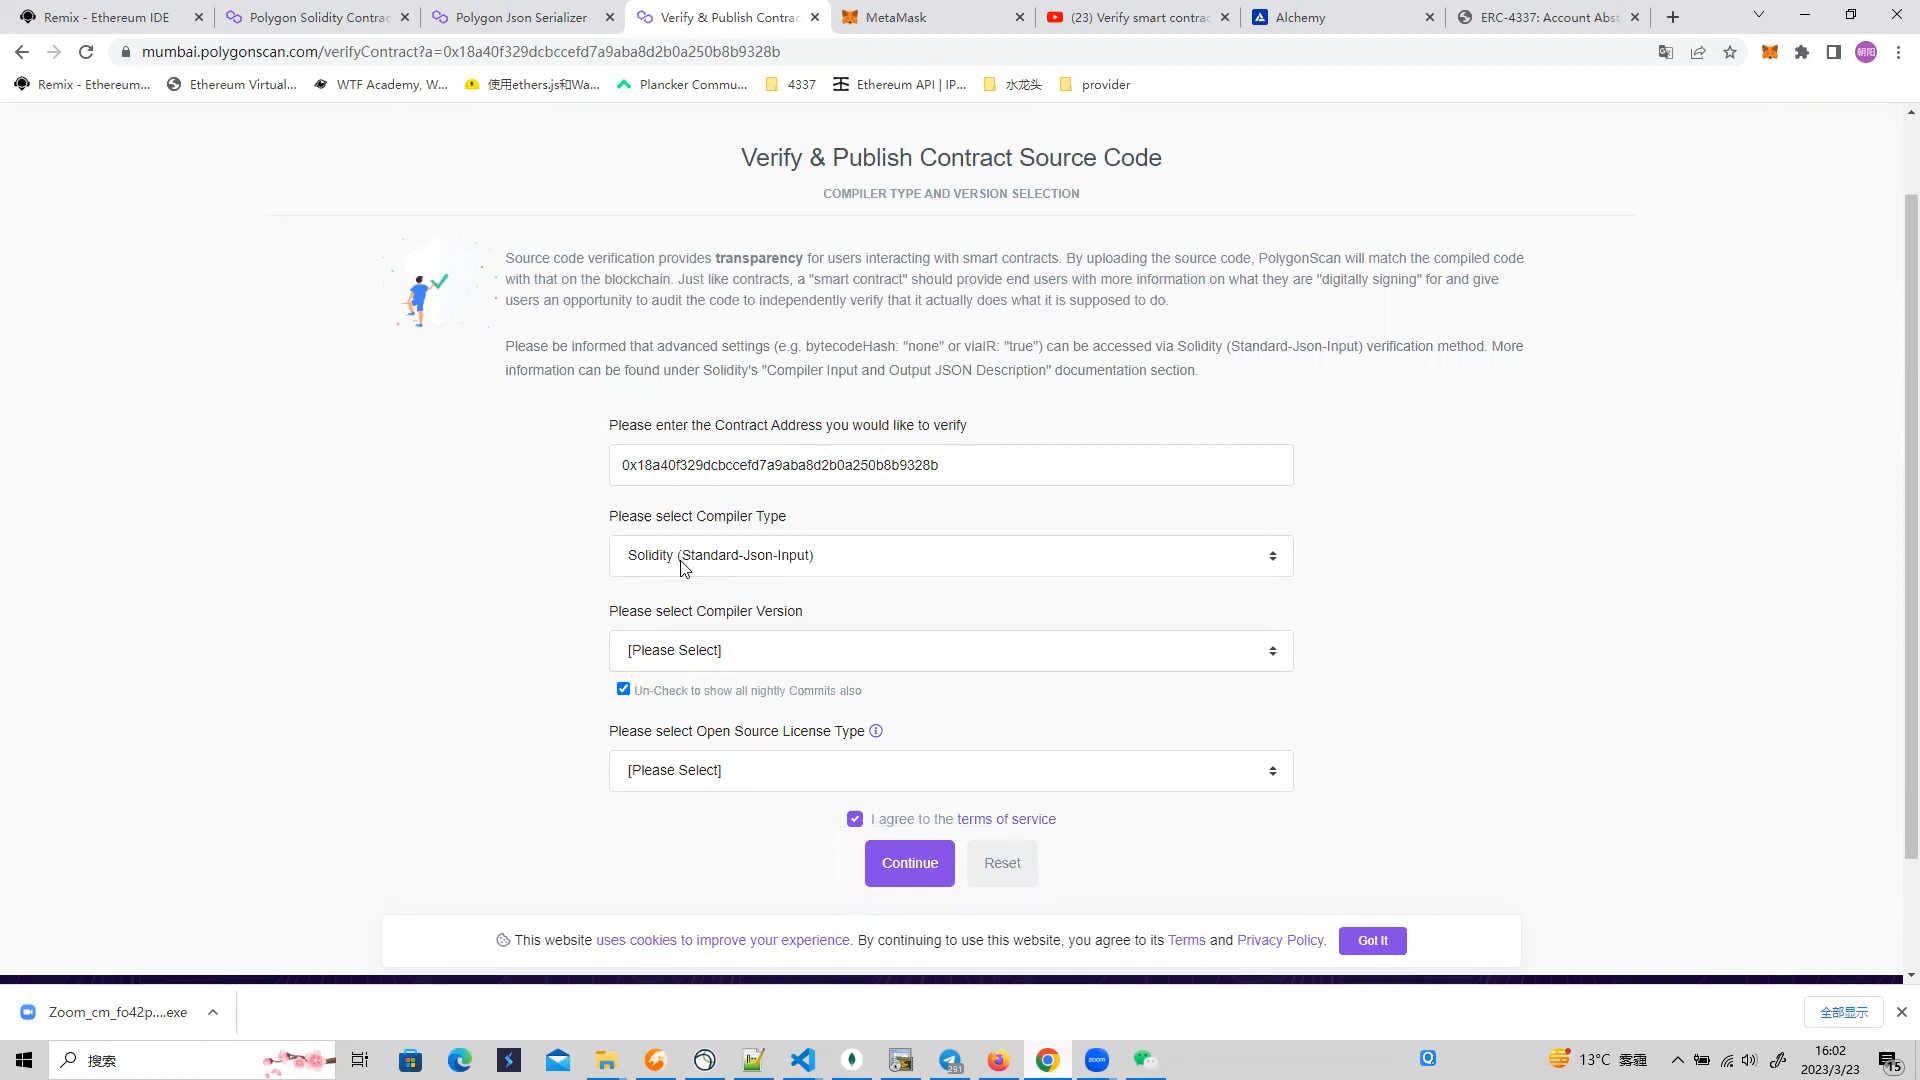 Remix - Ethereum IDE
Polygon Solidity Contrac
Polygon Json Serializer
Verify & Publish Contrac
MetaMask
(23) Verify smart contrac
Alchemy
ERC-4337: Account Abst
mumbai.polygonscan.com/verifyContract?a=0x18a40f329dcbccefd7a9aba8d2b0a250b8b9328b
朝阳
Remix - Ethereum...
Ethereum Virtual...
WTF Academy, W...
使用ethers.js和Wa...
Plancker Commu...
4337
Ethereum API | IP...
水龙头
provider
Verify & Publish Contract Source Code
COMPILER TYPE AND VERSION SELECTION
Source code verification provides transparency for users interacting with smart contracts. By uploading the source code, PolygonScan will match the compiled code
with that on the blockchain. Just like contracts, a "smart contract" should provide end users with more information on what they are "digitally signing" for and give
users an opportunity to audit the code to independently verify that it actually does what it is supposed to do.
Please be informed that advanced settings (e.g. bytecodeHash: "none" or viaIR: "true") can be accessed via Solidity (Standard-Json-Input) verification method. More
information can be found under Solidity's "Compiler Input and Output JSON Description" documentation section.
Please enter the Contract Address you would like to verify
0x18a40f329dcbccefd7a9aba8d2b0a250b8b9328b
Please select Compiler Type
Solidity (Standard-Json-Input)
Please select Compiler Version
[Please Select]
Un-Check to show all nightly Commits also
Please select Open Source License Type
[Please Select]
I agree to the terms of service
Continue
Reset
This website uses cookies to improve your experience. By continuing to use this website, you agree to its Terms and Privacy Policy.
Got It
Zoom_cm_fo42p....exe
全部显示
搜索
291
zoom
13°C 雾霾
16:02
2023/3/23
15